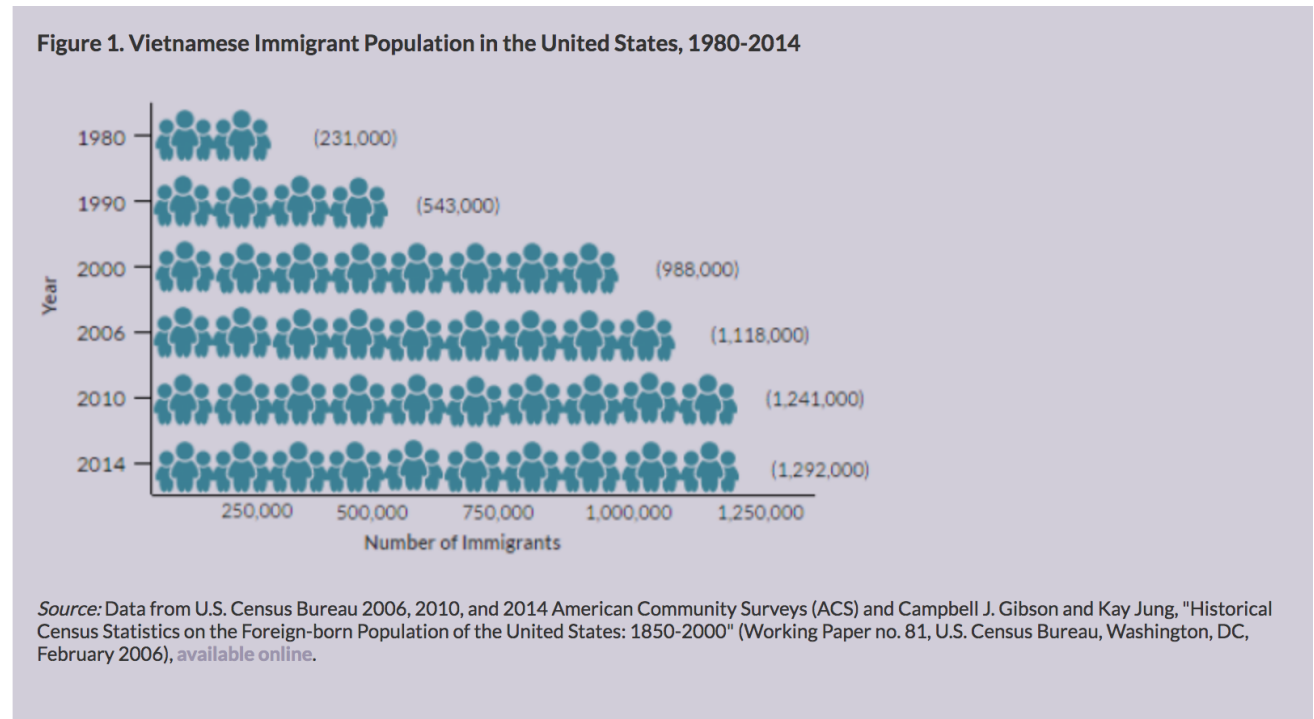 Figure 1. Vietnamese Immigrant Population in the United States, 1980-2014
1980 (231,000)
1990 (543,000)
2000 (988,000)
Year
2006 (1,118,000)
2010 (1,241,000)
2014 (1,292,000)
250,000 500,000 750,000 1,000,000 1,250,000
Number of Immigrants
Source: Data from U.S. Census Bureau 2006, 2010, and 2014 American Community Surveys (ACS) and Campbell J. Gibson and Kay Jung, "Historical
Census Statistics on the Foreign-born Population of the United States: 1850-2000" (Working Paper no. 81, U.S. Census Bureau, Washington, DC,
February 2006), available online.